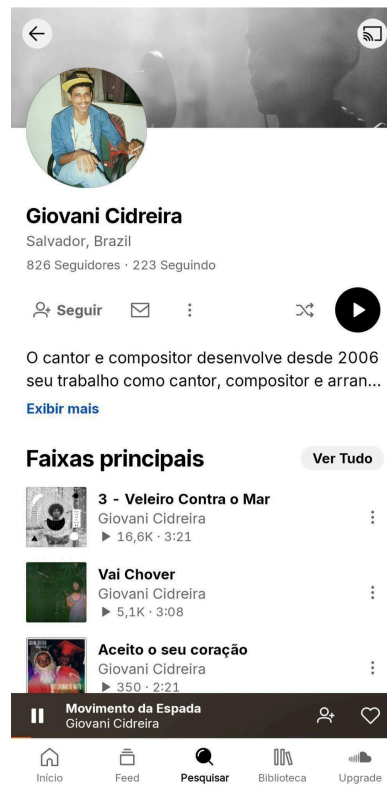 Giovani Cidreira
Salvador, Brazil
826 Seguidores · 223 Seguindo
Seguir
O cantor e compositor desenvolve desde 2006
seu trabalho como cantor, compositor e arran...
Exibir mais
Faixas principais
Ver Tudo
3 - Veleiro Contra o Mar
Giovani Cidreira
16,6K · 3:21
Vai Chover
Giovani Cidreira
5,1K · 3:08
Aceito o seu coração
Giovani Cidreira
350 · 2:21
Movimento da Espada
Giovani Cidreira
Início
Feed
Pesquisar
Biblioteca
Upgrade